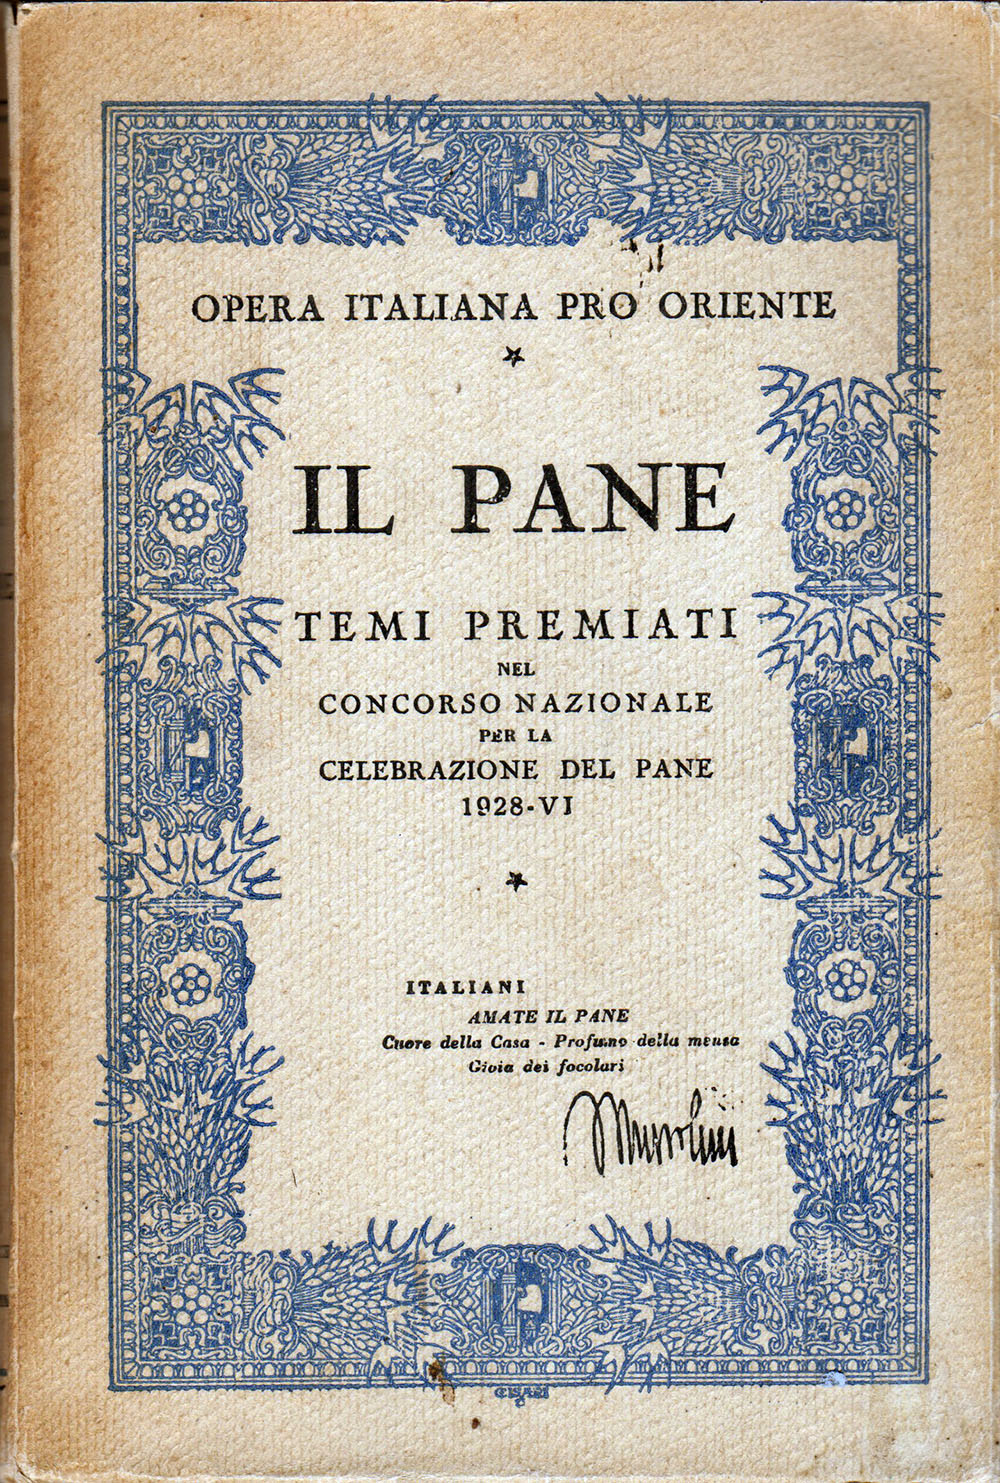 OPERA ITALIANA PRO ORIENTE
IL PANE
TEMI PREMIATI
NEL
CONCORSO NAZIONALE
PER LA
CELEBRAZIONE DEL PANE
1928-VI
ITALIANI
AMATE IL PANE
Cuore della Casa - Profumo della mensa
Gioia dei focolari
Mussolini